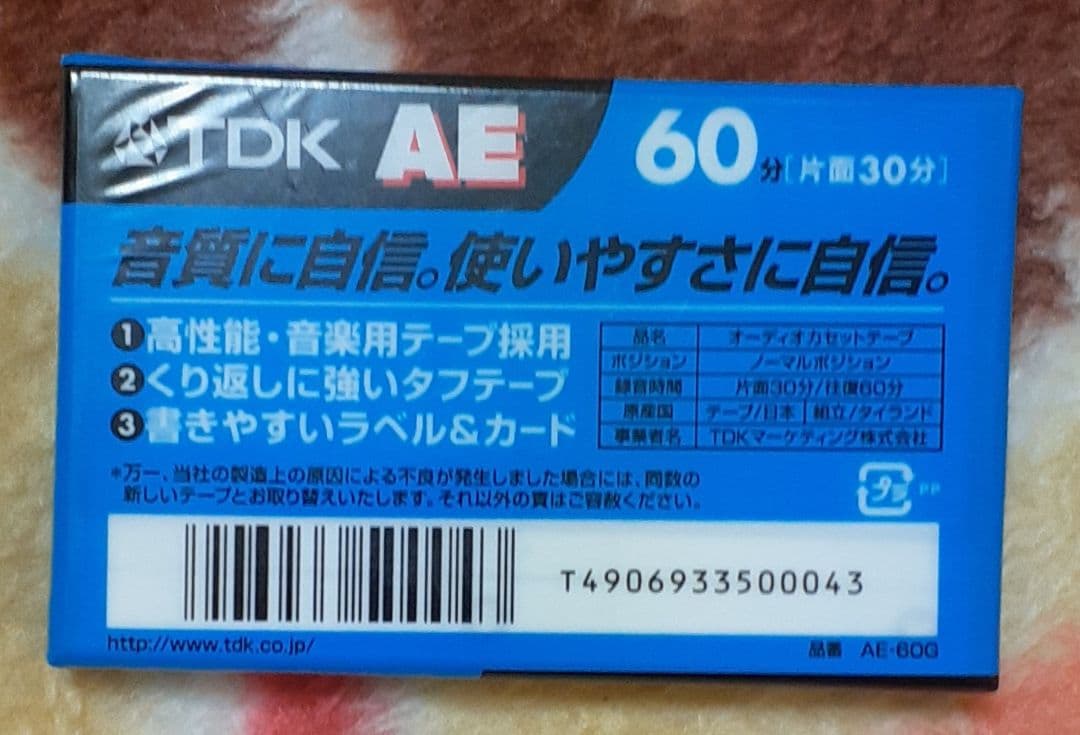 TDK AE 60分[片面30分]
音質に自信。使いやすさに自信。
❶高性能・音楽用テープ採用
❷くり返しに強いタフテープ
❸書きやすいラベル&カード
品名 オーディオカセットテープ
ポジション ノーマルポジション
録音時間 片面30分/往復60分
原産国 テープ/日本 組立/タイランド
事業者名 TDKマーケティング株式会社
*万一、当社の製造上の原因による不良が発生しました場合には、同数の
新しいテープとお取り替えいたします。それ以外の責はご容赦ください。
プラ PP
T4906933500043
http://www.tdk.co.jp/
品番 AE-60G